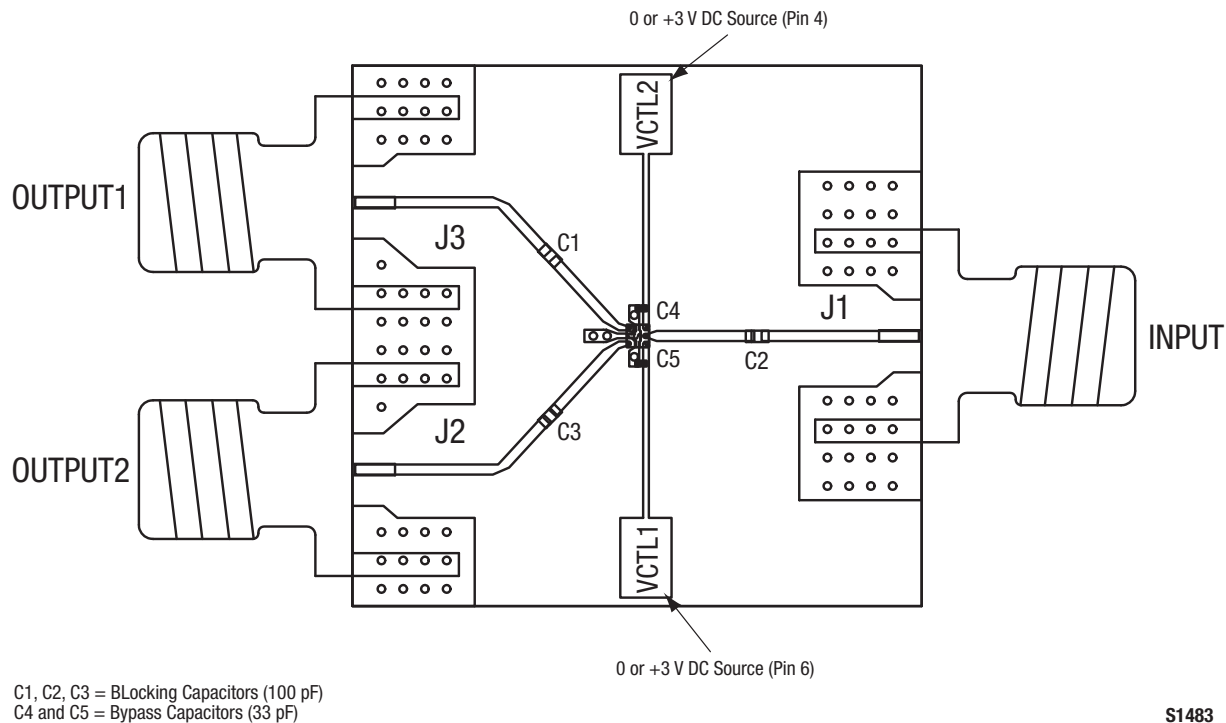 0 or +3 V DC Source (Pin 4)
VCTL2
OUTPUT1
J3
C1
C4
J1
INPUT
C5
C2
C3
J2
OUTPUT2
VCTL1
0 or +3 V DC Source (Pin 6)
C1, C2, C3 = BLocking Capacitors (100 pF)
C4 and C5 = Bypass Capacitors (33 pF)
S1483